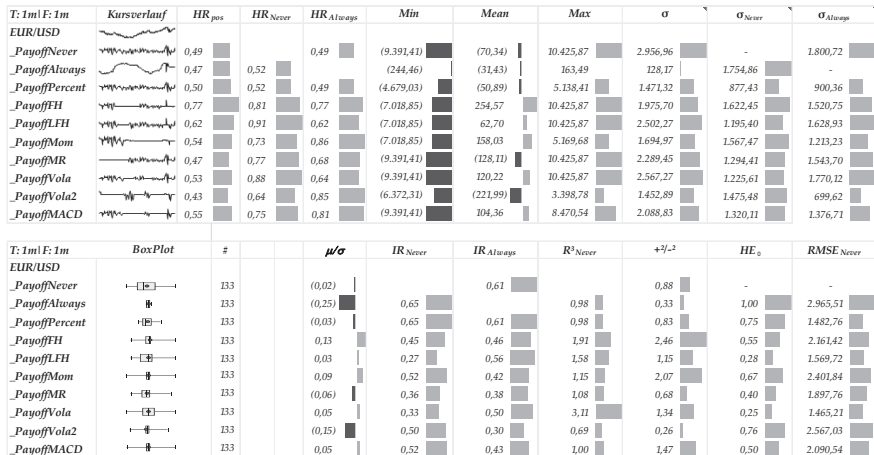 T: 1m| F: 1m Kursverlauf HR pos HR Never HR Always Min Mean Max σ σ Never σ Always
EUR/USD
_PayoffNever 0,49 0,49 (9.391,41) (70,34) 10.425,87 2.956,96 - 1.800,72
_PayoffAlways 0,47 0,52 (244,46) (31,43) 163,49 128,17 1.754,86 -
_PayoffPercent 0,50 0,52 0,49 (4.679,03) (50,89) 5.138,41 1.471,32 877,43 900,36
_PayoffFH 0,77 0,81 0,77 (7.018,85) 254,57 10.425,87 1.975,70 1.622,45 1.520,75
_PayoffLFH 0,62 0,91 0,62 (7.018,85) 62,70 10.425,87 2.502,27 1.195,40 1.628,93
_PayoffMom 0,54 0,73 0,86 (7.018,85) 158,03 5.169,68 1.694,97 1.567,47 1.213,23
_PayoffMR 0,47 0,77 0,68 (9.391,41) (128,11) 10.425,87 2.289,45 1.294,41 1.543,70
_PayoffVola 0,53 0,88 0,64 (9.391,41) 120,22 10.425,87 2.567,27 1.225,61 1.770,12
_PayoffVola2 0,43 0,64 0,85 (6.372,31) (221,99) 3.398,78 1.452,89 1.475,48 699,62
_PayoffMACD 0,55 0,75 0,81 (9.391,41) 104,36 8.470,54 2.088,83 1.320,11 1.376,71
T: 1m| F: 1m BoxPlot # μ/σ IR Never IR Always R³ Never +²/-² HE 0 RMSE Never
EUR/USD
_PayoffNever 133 (0,02) 0,61 0,88 - -
_PayoffAlways 133 (0,25) 0,65 0,98 0,33 1,00 2.965,51
_PayoffPercent 133 (0,03) 0,65 0,61 0,98 0,83 0,75 1.482,76
_PayoffFH 133 0,13 0,45 0,46 1,91 2,46 0,55 2.161,42
_PayoffLFH 133 0,03 0,27 0,56 1,58 1,15 0,28 1.569,72
_PayoffMom 133 0,09 0,52 0,42 1,15 2,07 0,67 2.401,84
_PayoffMR 133 (0,06) 0,36 0,38 1,08 0,68 0,40 1.897,76
_PayoffVola 133 0,05 0,33 0,50 3,11 1,34 0,25 1.465,21
_PayoffVola2 133 (0,15) 0,50 0,30 0,69 0,26 0,76 2.567,03
_PayoffMACD 133 0,05 0,52 0,43 1,00 1,47 0,50 2.090,54